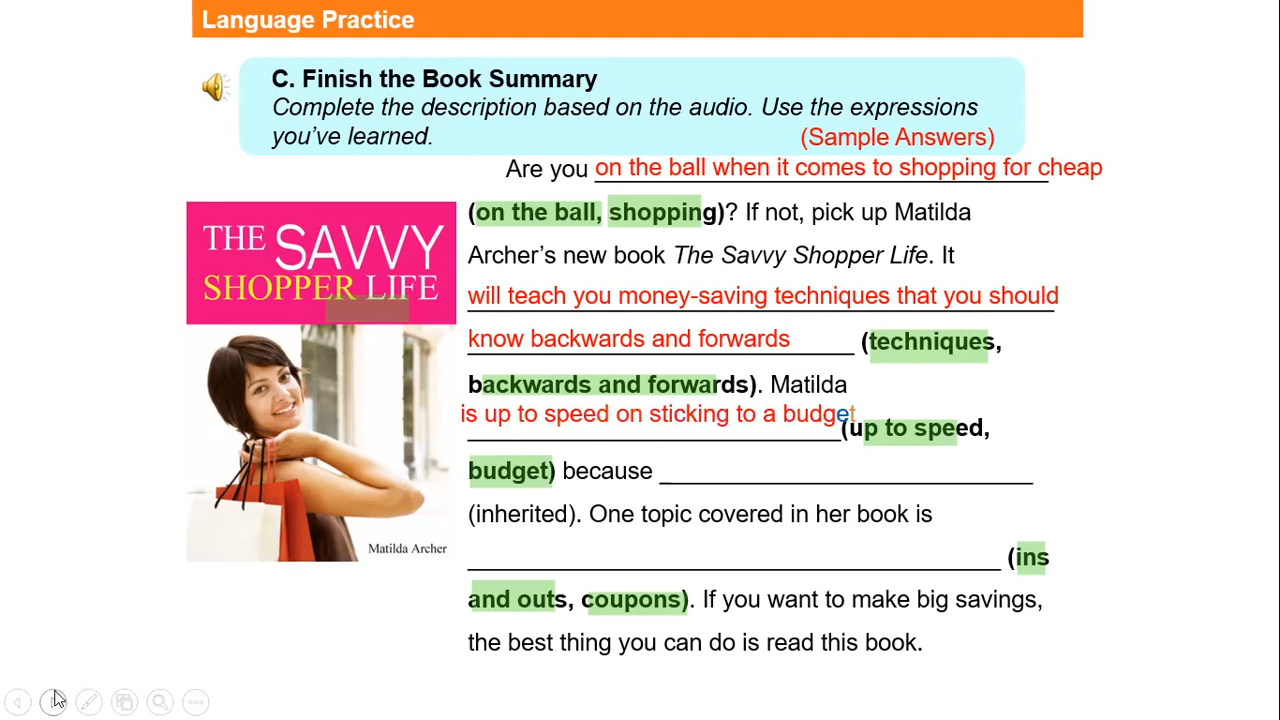 Language Practice
C. Finish the Book Summary
Complete the description based on the audio. Use the expressions
you’ve learned.
(Sample Answers)
Are you on the ball when it comes to shopping for cheap
(on the ball, shopping)? If not, pick up Matilda
Archer’s new book The Savvy Shopper Life. It
will teach you money-saving techniques that you should
know backwards and forwards (techniques,
backwards and forwards). Matilda
is up to speed on sticking to a budget
(up to speed,
budget) because
(inherited). One topic covered in her book is
(ins
and outs, coupons). If you want to make big savings,
the best thing you can do is read this book.
THE SAVVY
SHOPPER LIFE
Matilda Archer